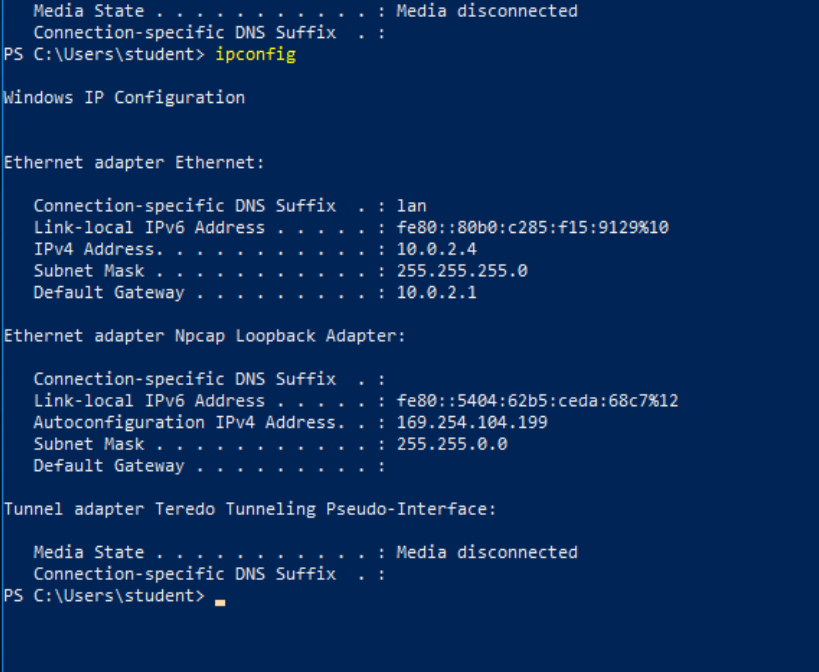 Media State . . . . . . . . . . . : Media disconnected
Connection-specific DNS Suffix  . :
PS C:\Users\student> ipconfig
Windows IP Configuration
Ethernet adapter Ethernet:
Connection-specific DNS Suffix  . : lan
Link-local IPv6 Address . . . . . : fe80::80b0:c285:f15:9129%10
IPv4 Address. . . . . . . . . . . : 10.0.2.4
Subnet Mask . . . . . . . . . . . : 255.255.255.0
Default Gateway . . . . . . . . . : 10.0.2.1
Ethernet adapter Npcap Loopback Adapter:
Connection-specific DNS Suffix  . :
Link-local IPv6 Address . . . . . : fe80::5404:62b5:ceda:68c7%12
Autoconfiguration IPv4 Address. . : 169.254.104.199
Subnet Mask . . . . . . . . . . . : 255.255.0.0
Default Gateway . . . . . . . . . :
Tunnel adapter Teredo Tunneling Pseudo-Interface:
Media State . . . . . . . . . . . : Media disconnected
Connection-specific DNS Suffix  . :
PS C:\Users\student>